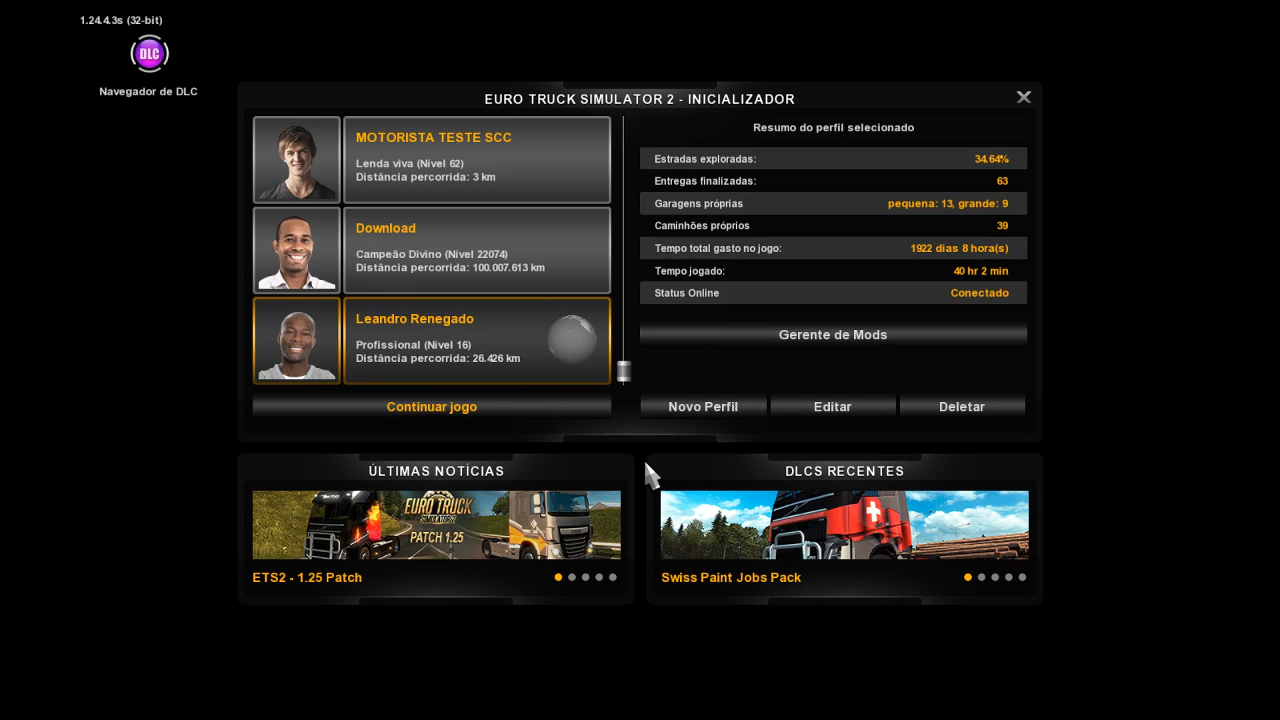 1.24.4.3s (32-bit)
DLC
Navegador de DLC
EURO TRUCK SIMULATOR 2 - INICIALIZADOR
MOTORISTA TESTE SCC
Lenda viva (Nivel 62)
Distância percorrida: 3 km
Download
Campeão Divino (Nivel 22074)
Distância percorrida: 100.007.613 km
Leandro Renegado
Profissional (Nivel 16)
Distância percorrida: 26.426 km
Continuar jogo
Resumo do perfil selecionado
Estradas exploradas: 34.64%
Entregas finalizadas: 63
Garagens próprias pequena: 13, grande: 9
Caminhões próprios 39
Tempo total gasto no jogo: 1922 dias 8 hora(s)
Tempo jogado: 40 hr 2 min
Status Online Conectado
Gerente de Mods
Novo Perfil Editar Deletar
ÚLTIMAS NOTÍCIAS
EURO TRUCK
SIMULATOR 2
PATCH 1.25
ETS2 - 1.25 Patch
DLCS RECENTES
Swiss Paint Jobs Pack